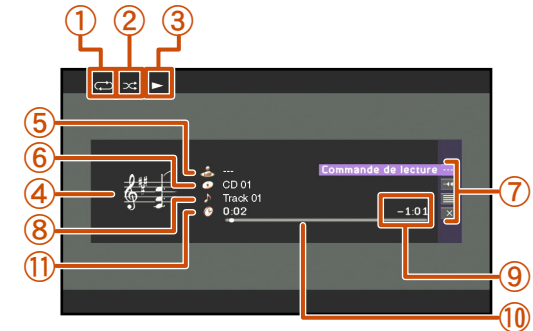 ① ② ③
⑤ --- Commande de lecture ...
⑥ CD 01 ⑦
④
⑧ Track 01
⑪ 0:02 −1:01
⑨
⑩